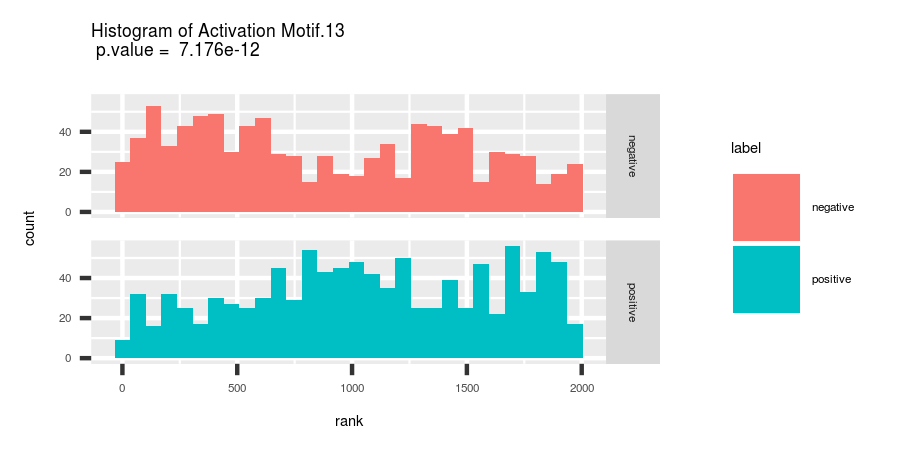 Histogram of Activation Motif.13
p.value = 7.176e-12
count
40
20
0
negative
40
20
0
positive
0 500 1000 1500 2000
rank
label
negative
positive